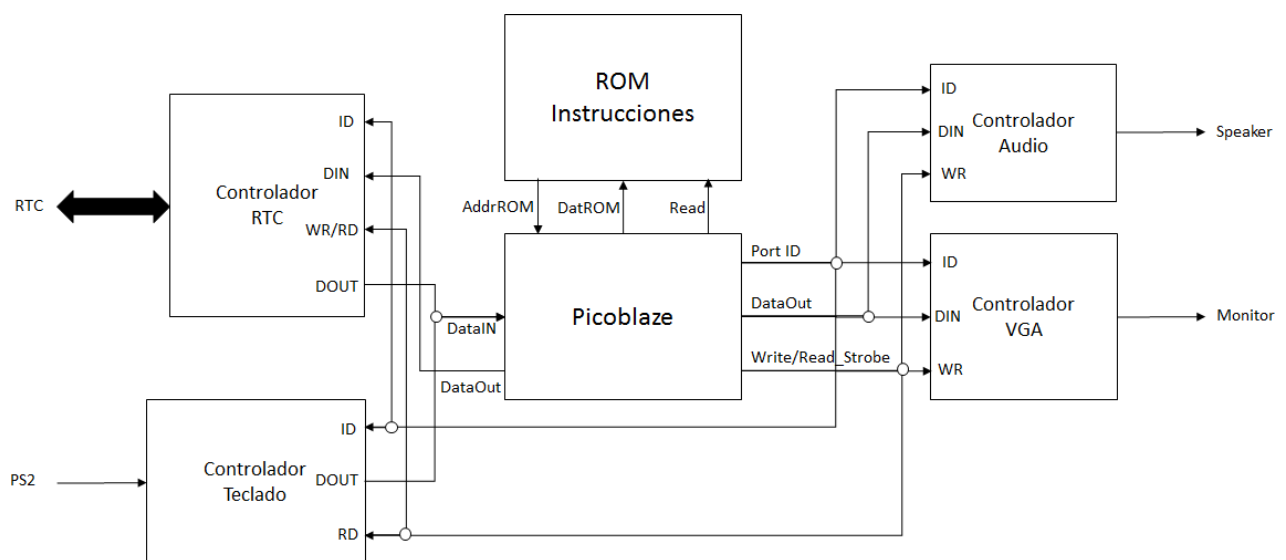 ROM
Instrucciones
ID
DIN
Controlador
RTC
WR/RD
DOUT
RTC
AddrROM
DatROM
Read
ID
DIN
Controlador
Audio
WR
Speaker
Port ID
DataOut
Write/Read_Strobe
Picoblaze
DataIN
DataOut
ID
DIN
Controlador
VGA
WR
Monitor
ID
Controlador
Teclado
DOUT
RD
PS2